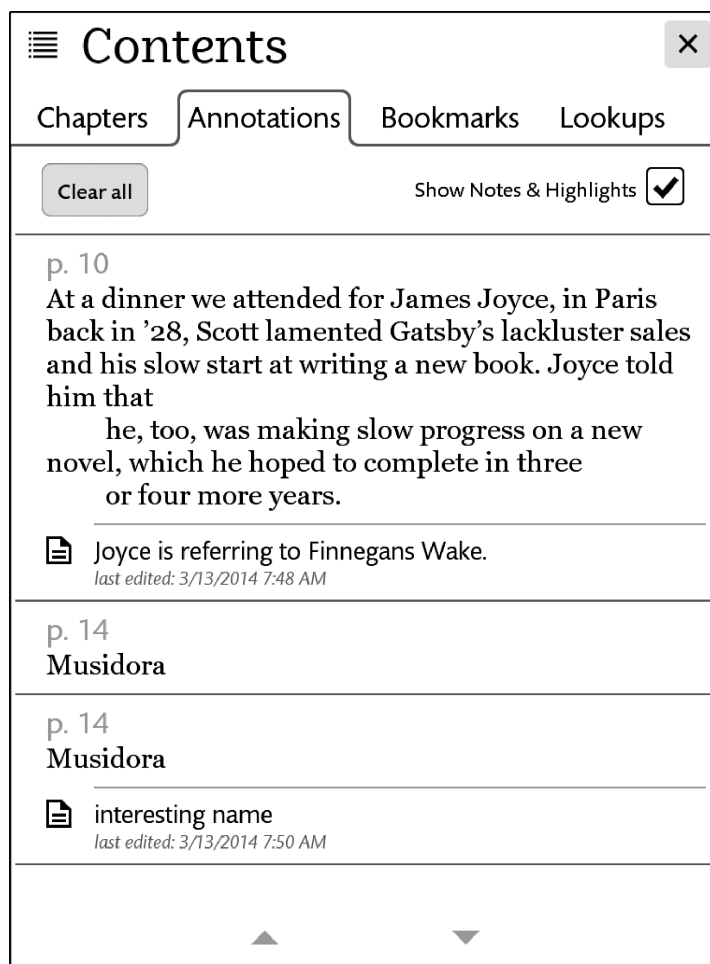 Contents
Chapters Annotations Bookmarks Lookups
Clear all Show Notes & Highlights
p. 10
At a dinner we attended for James Joyce, in Paris
back in ’28, Scott lamented Gatsby’s lackluster sales
and his slow start at writing a new book. Joyce told
him that
he, too, was making slow progress on a new
novel, which he hoped to complete in three
or four more years.
Joyce is referring to Finnegans Wake.
last edited: 3/13/2014 7:48 AM
p. 14
Musidora
p. 14
Musidora
interesting name
last edited: 3/13/2014 7:50 AM